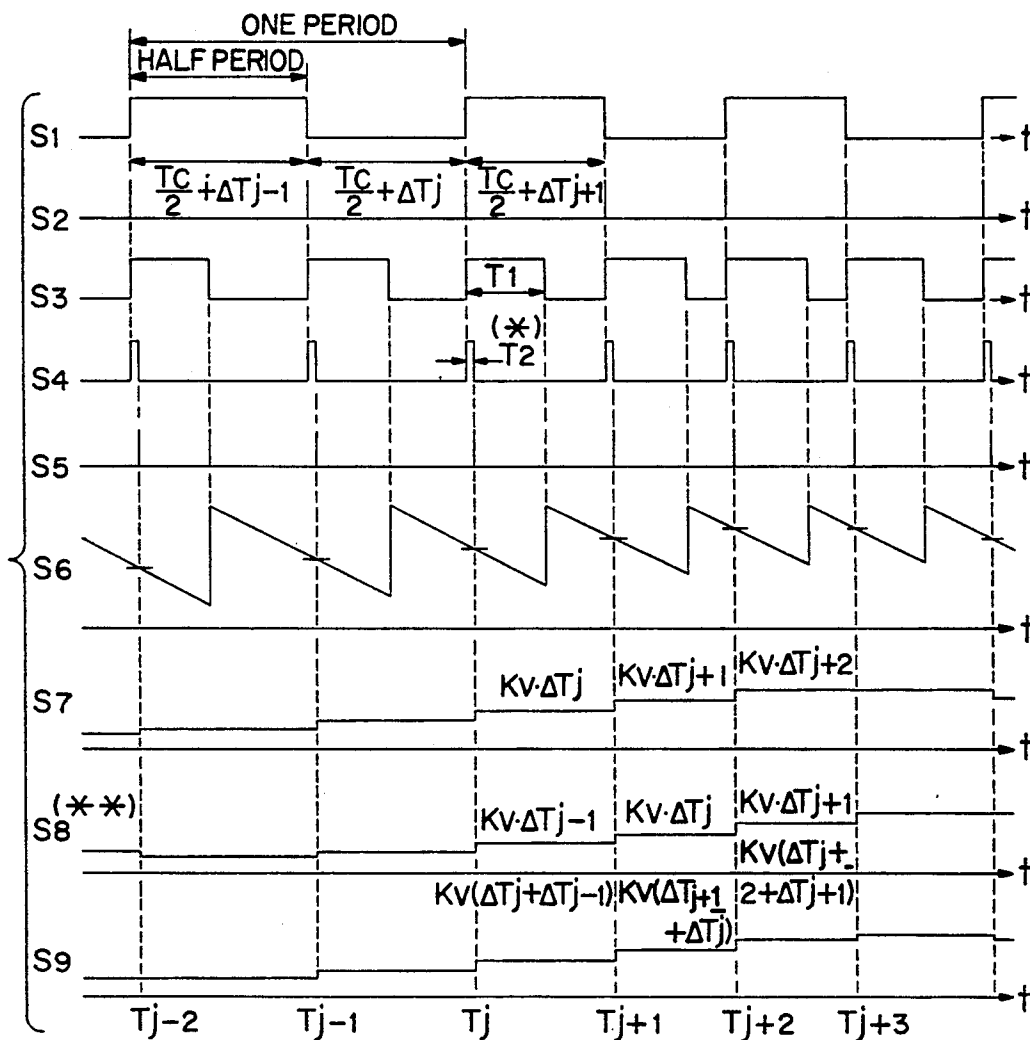 ONE PERIOD
HALF PERIOD
S1 t
TC/2 + ΔTj-1 TC/2 + ΔTj TC/2 + ΔTj+1
S2 t
T1
S3 t
(*)
T2
S4 t
S5 t
S6 t
KV·ΔTj KV·ΔTj+1 KV·ΔTj+2
S7 t
(**)
KV·ΔTj-1 KV·ΔTj KV·ΔTj+1
S8 t
KV(ΔTj+ΔTj-1) KV(ΔTj+1+ΔTj) KV(ΔTj+2+ΔTj+1)
S9 t
Tj-2 Tj-1 Tj Tj+1 Tj+2 Tj+3